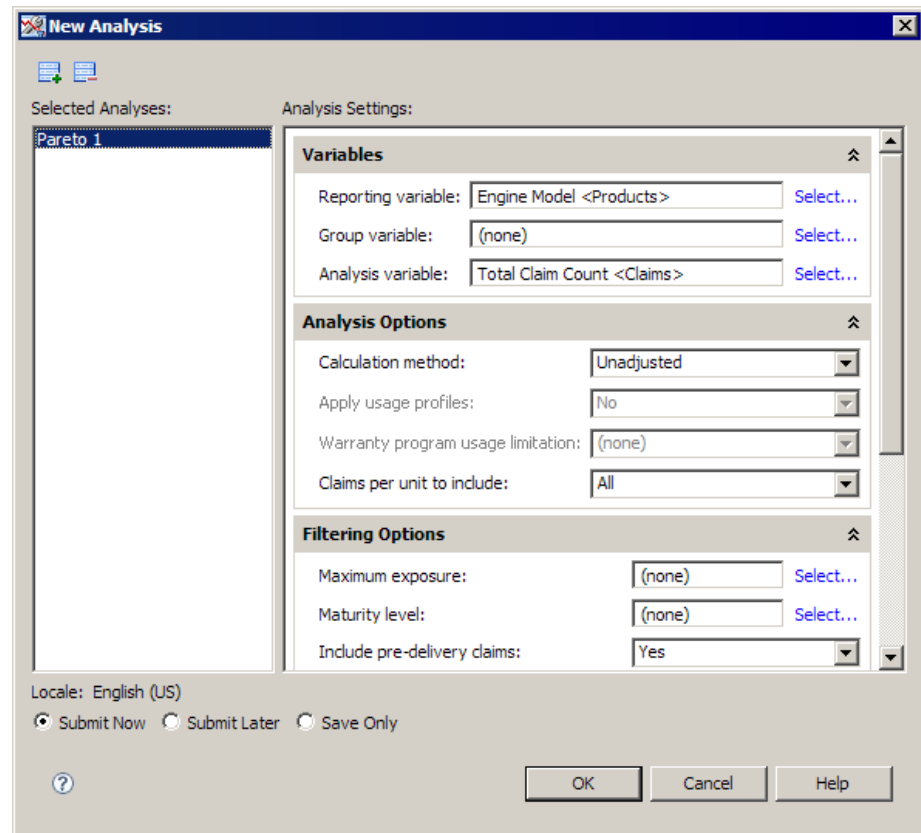 New Analysis
Selected Analyses:
Analysis Settings:
Pareto 1
Variables
Reporting variable: Engine Model <Products> Select...
Group variable: (none) Select...
Analysis variable: Total Claim Count <Claims> Select...
Analysis Options
Calculation method: Unadjusted
Apply usage profiles: No
Warranty program usage limitation: (none)
Claims per unit to include: All
Filtering Options
Maximum exposure: (none) Select...
Maturity level: (none) Select...
Include pre-delivery claims: Yes
Locale: English (US)
Submit Now Submit Later Save Only
? OK Cancel Help